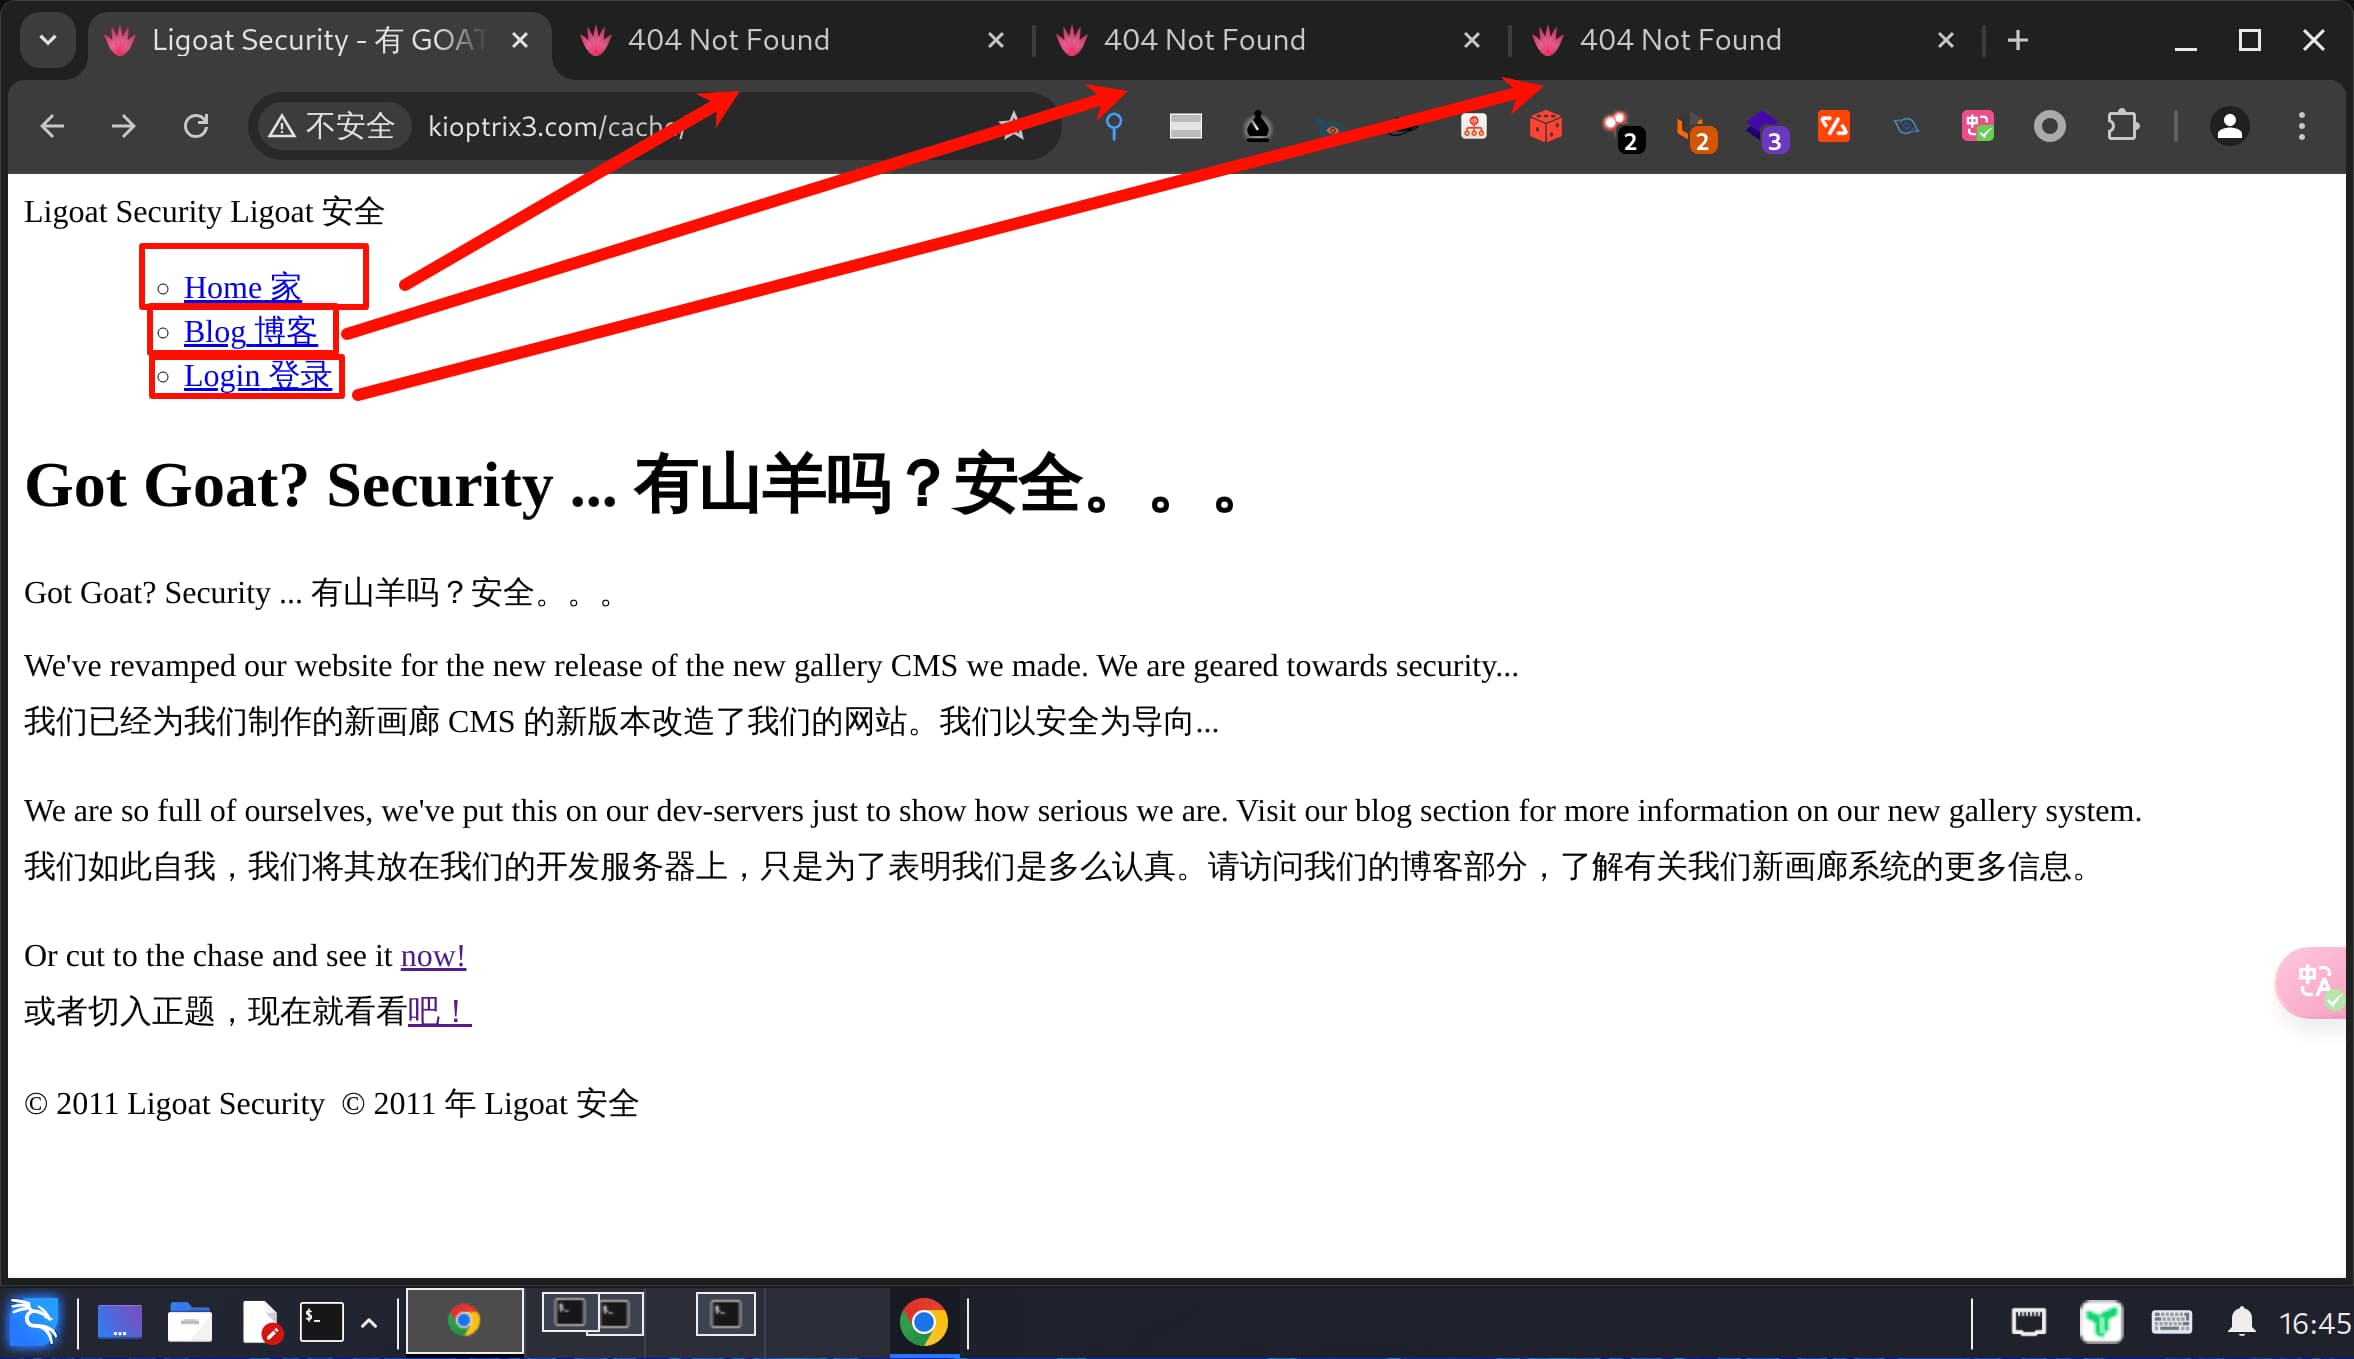 Ligoat Security - 有 GOAT
404 Not Found
404 Not Found
404 Not Found
不安全
kioptrix3.com/cache/
2
2
3
Ligoat Security Ligoat 安全
Home 家
Blog 博客
Login 登录
Got Goat? Security ... 有山羊吗？安全。。。
Got Goat? Security ... 有山羊吗？安全。。。
We've revamped our website for the new release of the new gallery CMS we made. We are geared towards security...
我们已经为我们制作的新画廊 CMS 的新版本改造了我们的网站。我们以安全为导向...
We are so full of ourselves, we've put this on our dev-servers just to show how serious we are. Visit our blog section for more information on our new gallery system.
我们如此自我，我们将其放在我们的开发服务器上，只是为了表明我们是多么认真。请访问我们的博客部分，了解有关我们新画廊系统的更多信息。
Or cut to the chase and see it now!
或者切入正题，现在就看看吧！
© 2011 Ligoat Security © 2011 年 Ligoat 安全
16:45